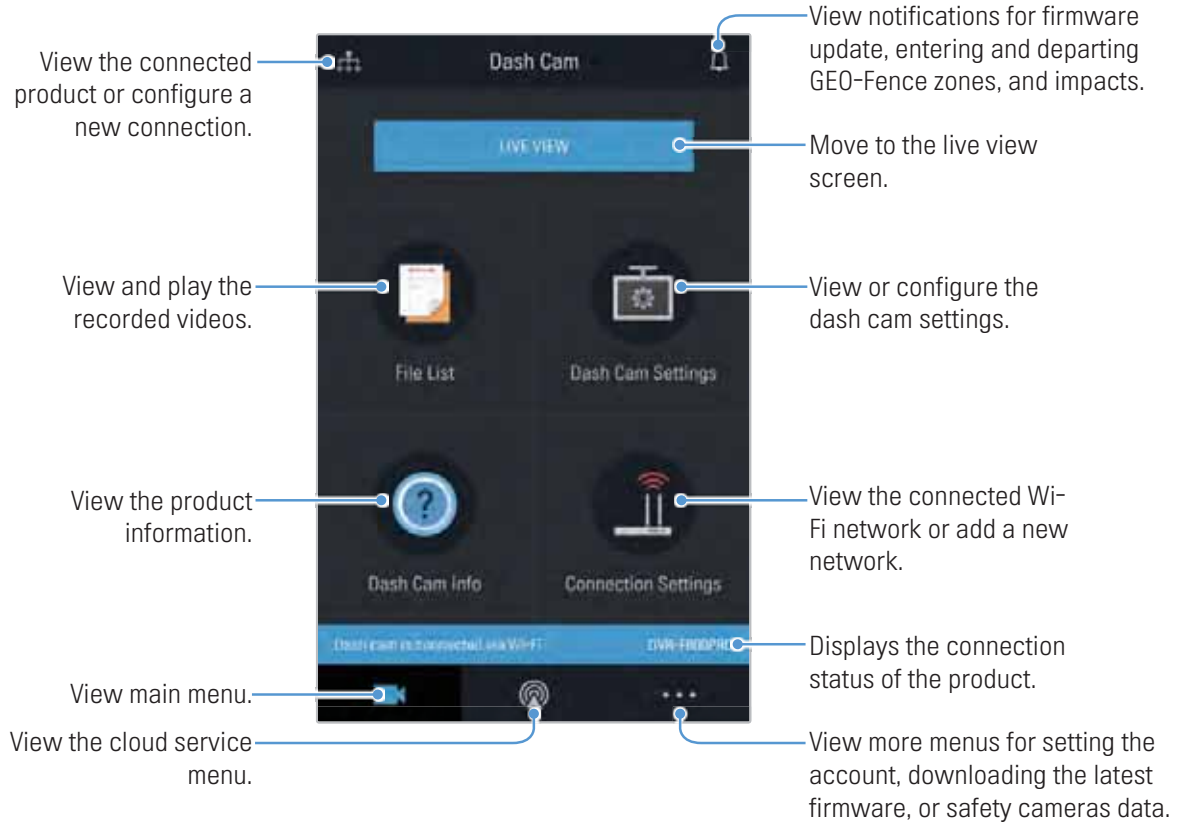 View the connected
product or configure a
new connection.
Dash Cam
View notifications for firmware
update, entering and departing
GEO-Fence zones, and impacts.
LIVE VIEW
Move to the live view
screen.
View and play the
recorded videos.
File List
Dash Cam Settings
View or configure the
dash cam settings.
View the product
information.
?
Dash Cam Info
Connection Settings
View the connected Wi-
Fi network or add a new
network.
Dash cam is connected via Wi-Fi
DVR-F800PRO
Displays the connection
status of the product.
View main menu.
View the cloud service
menu.
View more menus for setting the
account, downloading the latest
firmware, or safety cameras data.